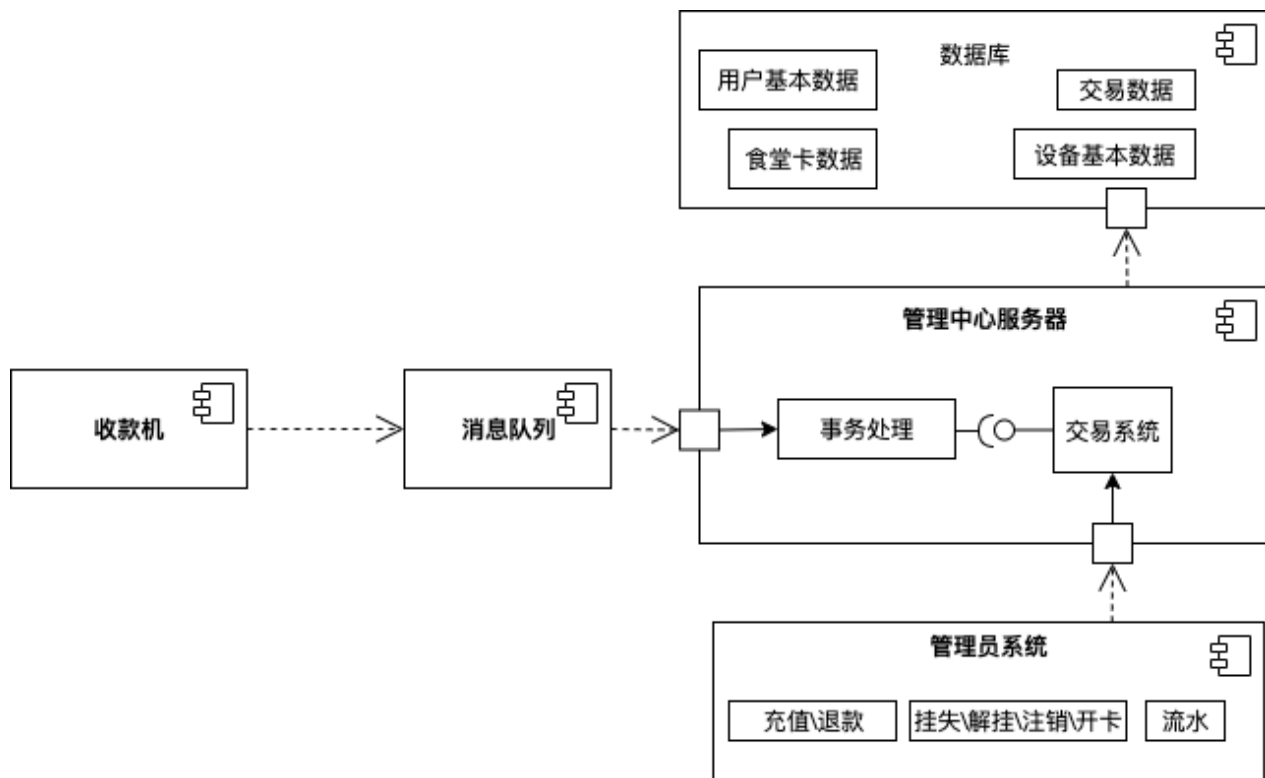 数据库
用户基本数据
交易数据
食堂卡数据
设备基本数据
管理中心服务器
收款机
消息队列
事务处理
交易系统
管理员系统
充值\退款
挂失\解挂\注销\开卡
流水